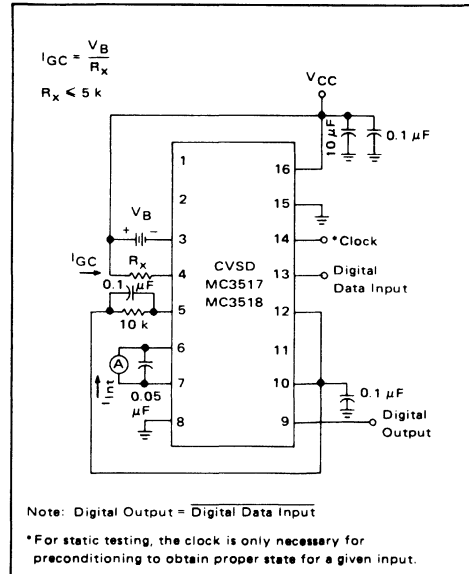 I_GC = V_B / R_x
R_x ⩽ 5 k
V_CC
10 μF
0.1 μF
1
16
2
15
V_B
+ −
3
14
*Clock
I_GC
R_x
4
CVSD
MC3517
MC3518
13
Digital
Data Input
0.1 μF
10 k
5
12
6
11
A
I_Int
7
10
0.05
μF
0.1 μF
8
9
Digital
Output
Note: Digital Output = Digital Data Input
*For static testing, the clock is only necessary for
preconditioning to obtain proper state for a given input.